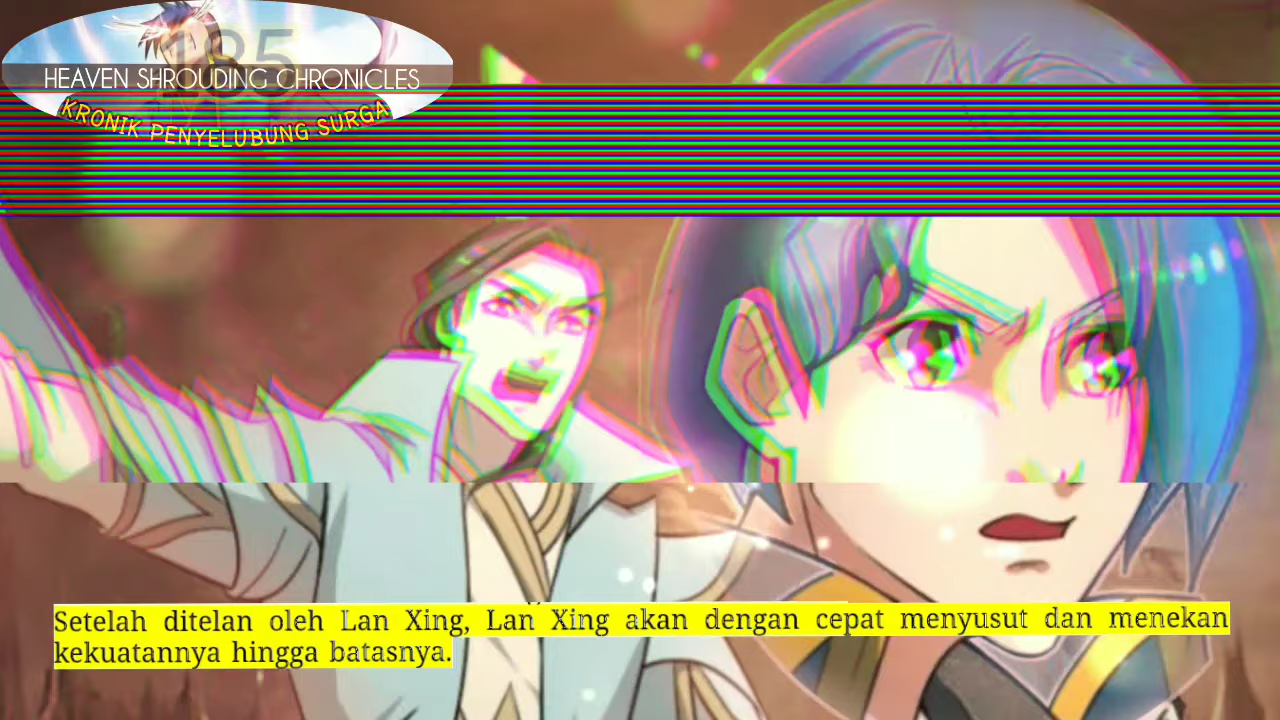 185
HEAVEN SHROUDING CHRONICLES
KRONIK PENYELUBUNG SURGA
Setelah ditelan oleh Lan Xing, Lan Xing akan dengan cepat menyusut dan menekan
kekuatannya hingga batasnya.